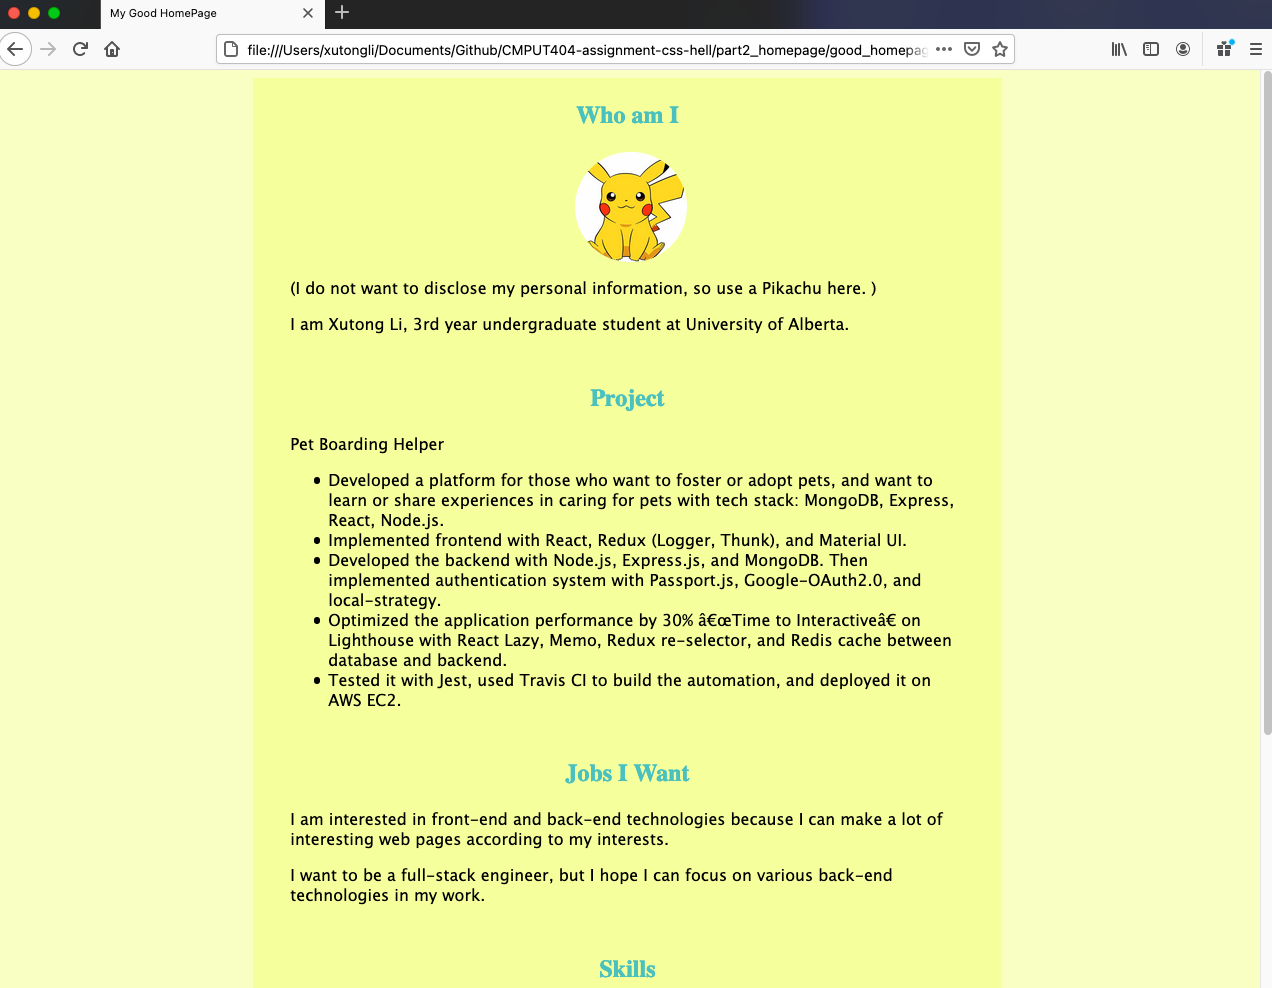 My Good HomePage
file:///Users/xutongli/Documents/Github/CMPUT404-assignment-css-hell/part2_homepage/good_homepag
Who am I
(I do not want to disclose my personal information, so use a Pikachu here. )
I am Xutong Li, 3rd year undergraduate student at University of Alberta.
Project
Pet Boarding Helper
• Developed a platform for those who want to foster or adopt pets, and want to
learn or share experiences in caring for pets with tech stack: MongoDB, Express,
React, Node.js.
• Implemented frontend with React, Redux (Logger, Thunk), and Material UI.
• Developed the backend with Node.js, Express.js, and MongoDB. Then
implemented authentication system with Passport.js, Google-OAuth2.0, and
local-strategy.
• Optimized the application performance by 30% â€œTime to Interactiveâ€ on
Lighthouse with React Lazy, Memo, Redux re-selector, and Redis cache between
database and backend.
• Tested it with Jest, used Travis CI to build the automation, and deployed it on
AWS EC2.
Jobs I Want
I am interested in front-end and back-end technologies because I can make a lot of
interesting web pages according to my interests.
I want to be a full-stack engineer, but I hope I can focus on various back-end
technologies in my work.
Skills